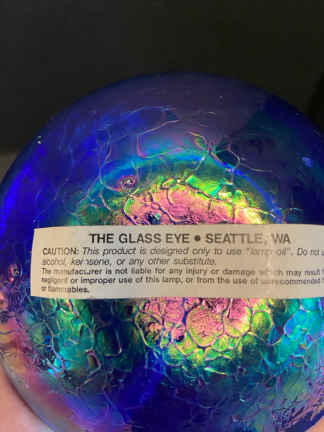 THE GLASS EYE • SEATTLE, WA
CAUTION: This product is designed only to use "lamp oil". Do not
alcohol, kerosene, or any other substitute.
The manufacturer is not liable for any injury or damage which may result
negligent or improper use of this lamp, or from the use of unrecommended
or flammables.